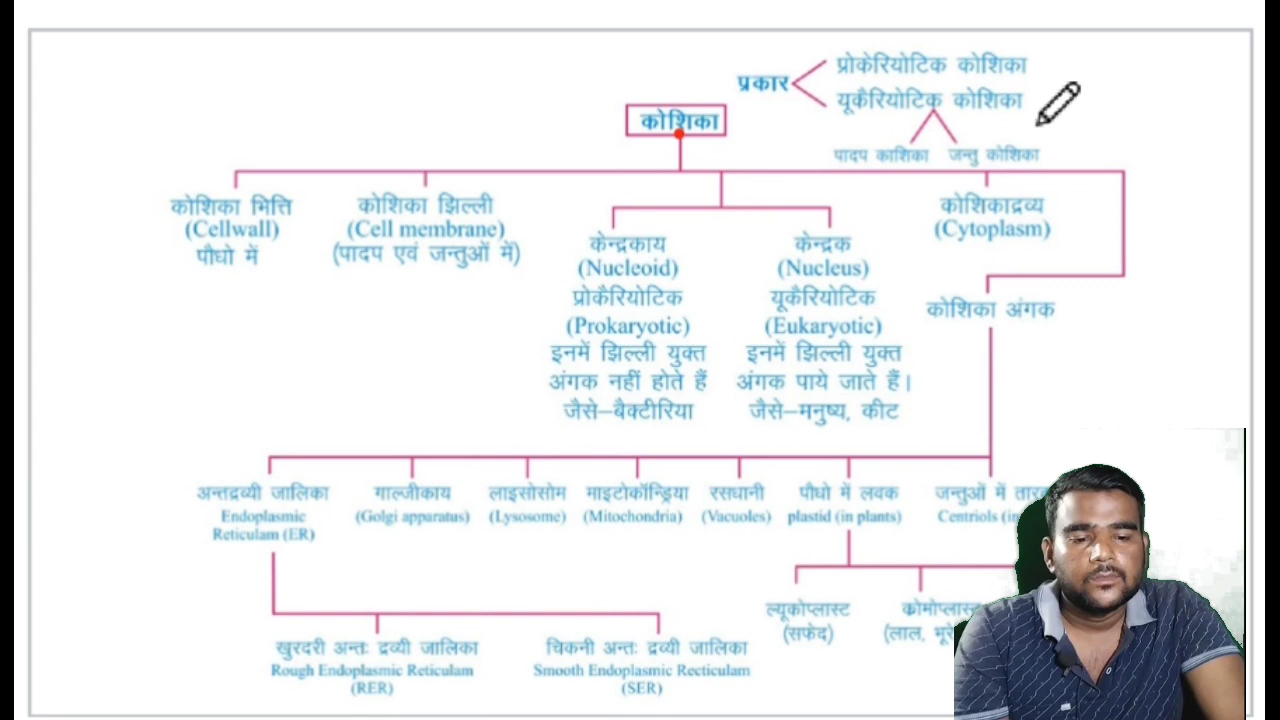 प्रकार
प्रोकेरियोटिक कोशिका
यूकैरियोटिक कोशिका
पादप काशिका
जन्तु कोशिका
कोशिका
कोशिका भित्ति
(Cellwall)
पौधो में
कोशिका झिल्ली
(Cell membrane)
(पादप एवं जन्तुओं में)
केन्द्रकाय
(Nucleoid)
प्रोकैरियोटिक
(Prokaryotic)
इनमें झिल्ली युक्त
अंगक नहीं होते हैं
जैसे–बैक्टीरिया
केन्द्रक
(Nucleus)
यूकैरियोटिक
(Eukaryotic)
इनमें झिल्ली युक्त
अंगक पाये जाते हैं।
जैसे–मनुष्य, कीट
कोशिकाद्रव्य
(Cytoplasm)
कोशिका अंगक
अन्तद्रव्यी जालिका
Endoplasmic
Reticulam (ER)
गाल्जीकाय
(Golgi apparatus)
लाइसोसोम
(Lysosome)
माइटोकॉन्ड्रिया
(Mitochondria)
रसधानी
(Vacuoles)
पौधो में लवक
plastid (in plants)
जन्तुओं में
Centriols
खुरदरी अन्तः द्रव्यी जालिका
Rough Endoplasmic Reticulam
(RER)
चिकनी अन्तः द्रव्यी जालिका
Smooth Endoplasmic Recticulam
(SER)
ल्यूकोप्लास्ट
(सफेद)
(लाल,